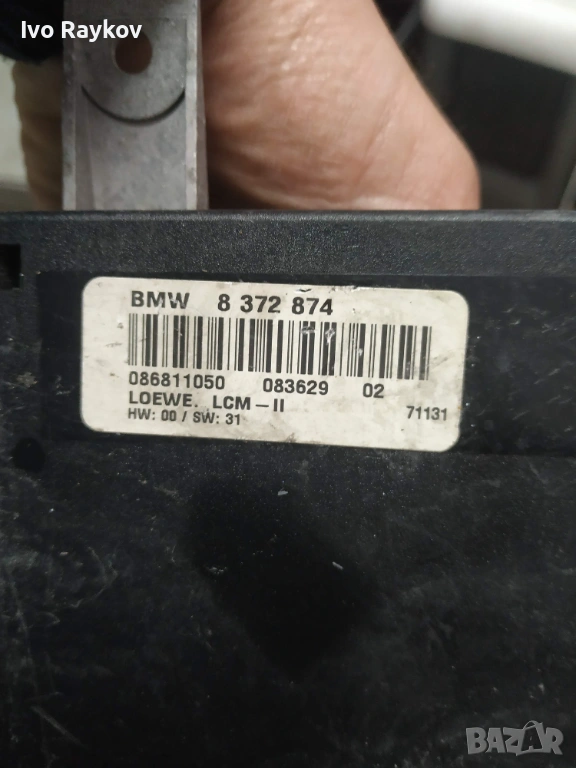 Ivo Raykov
BMW 8 372 874
086811050 083629 02
LOEWE. LCM-II 71131
HW: 00 / SW: 31
BAZAR